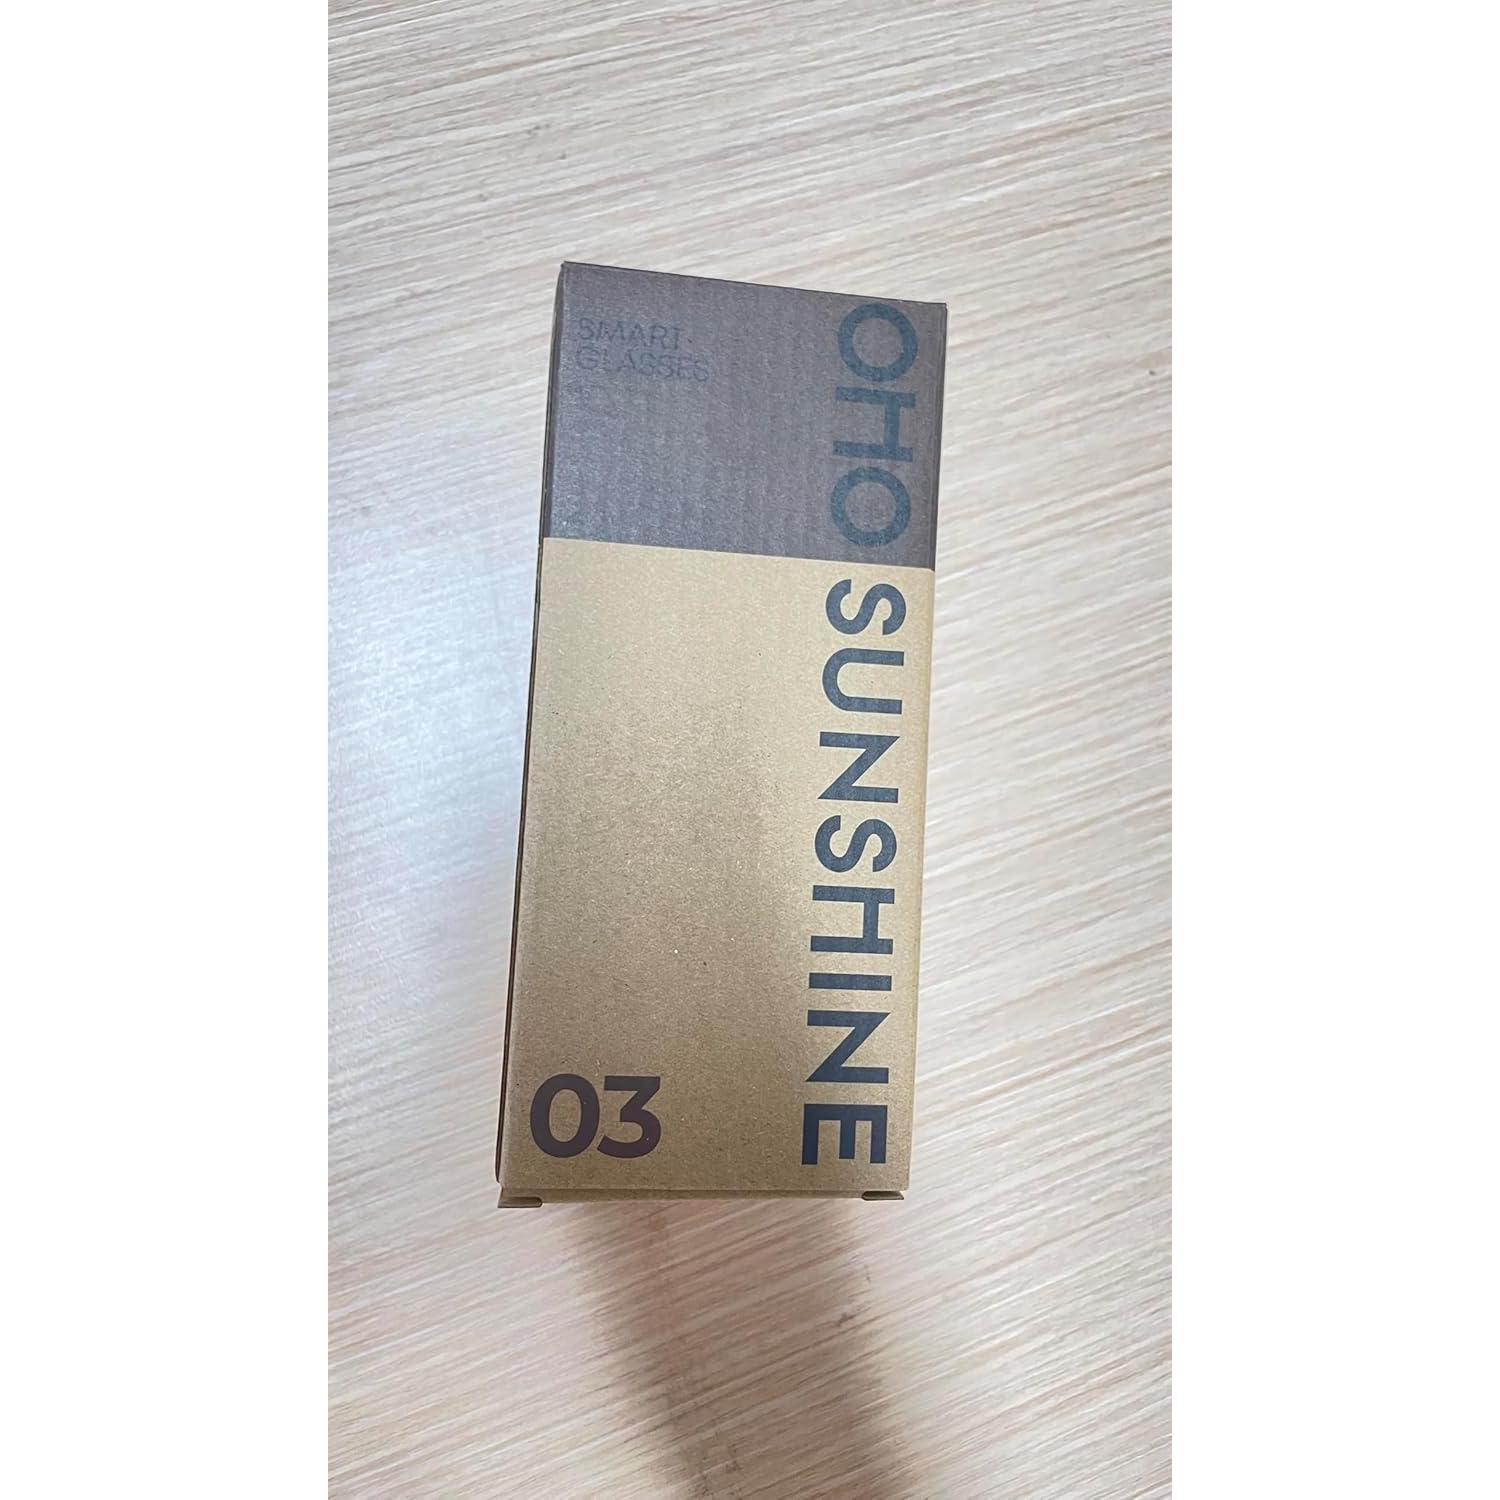 SMART
GLASSES
OHO SUNSHINE
03